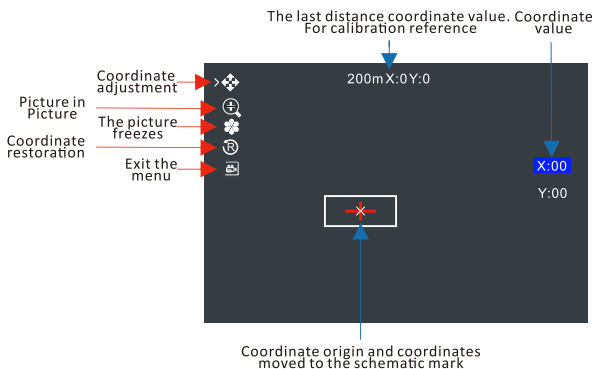 The last distance coordinate value.
For calibration reference
Coordinate
value
Coordinate
adjustment
Picture in
Picture
The picture
freezes
Coordinate
restoration
Exit the
menu
200mX:0Y:0
R
X:00
Y:00
Coordinate origin and coordinates
moved to the schematic mark